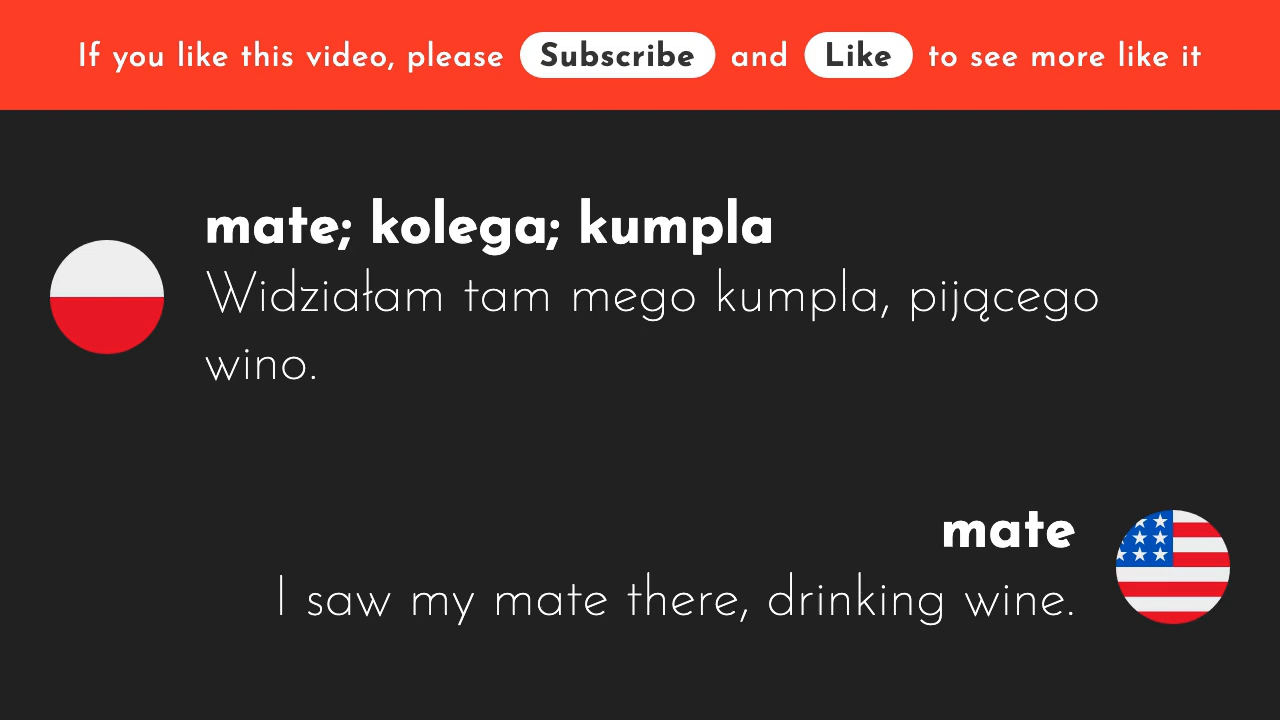 If you like this video, please Subscribe and Like to see more like it
mate; kolega; kumpla
Widziałam tam mego kumpla, pijącego
wino.
mate
I saw my mate there, drinking wine.